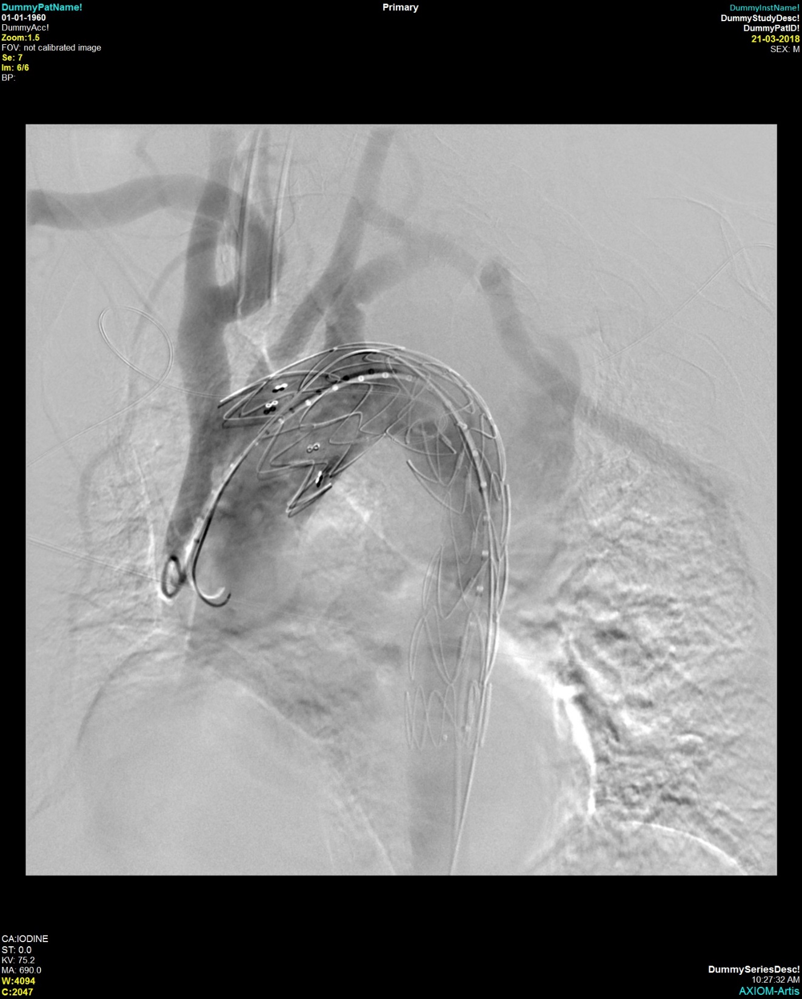 DummyPatName!
01-01-1960
DummyAcc!
Zoom:1.5
FOV: not calibrated image
Se: 7
Im: 6/6
BP:
Primary
DummyInstName!
DummyStudyDesc!
DummyPatID!
21-03-2018
SEX: M
CA:IODINE
ST: 0.0
KV: 75.2
MA: 690.0
W:4094
C:2047
DummySeriesDesc!
10:27:32 AM
AXIOM-Artis